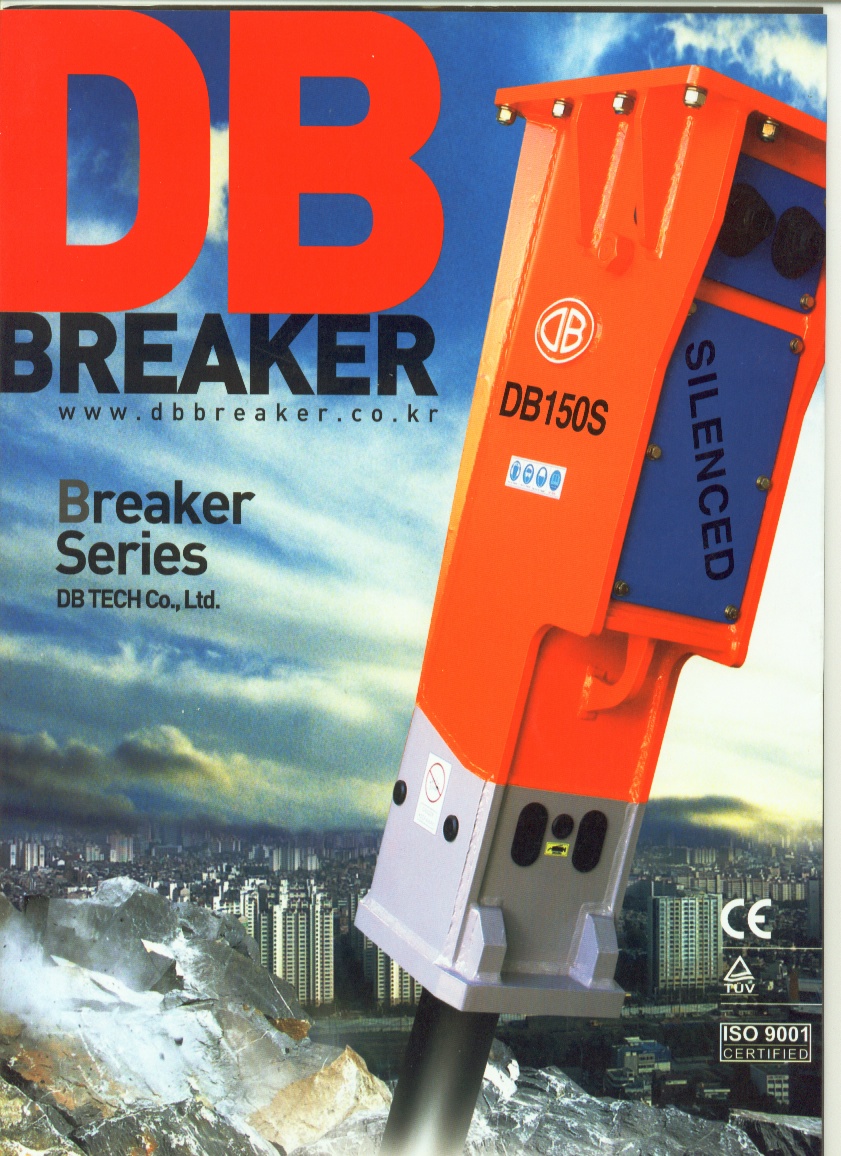 DB
BREAKER
www.dbbreaker.co.kr
Breaker
Series
DB TECH Co., Ltd.
DB
DB150S
SILENCED
CE
TÜV
ISO 9001
CERTIFIED